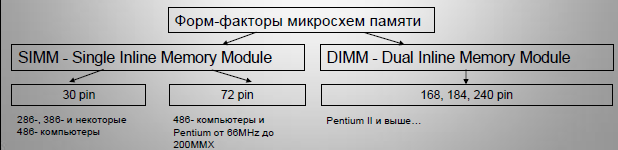 Форм-факторы микросхем памяти
SIMM - Single Inline Memory Module
DIMM - Dual Inline Memory Module
30 pin
72 pin
168, 184, 240 pin
286-, 386- и некоторые
486- компьютеры
486- компьютеры и
Pentium от 66MHz до
200MMX
Pentium II и выше…